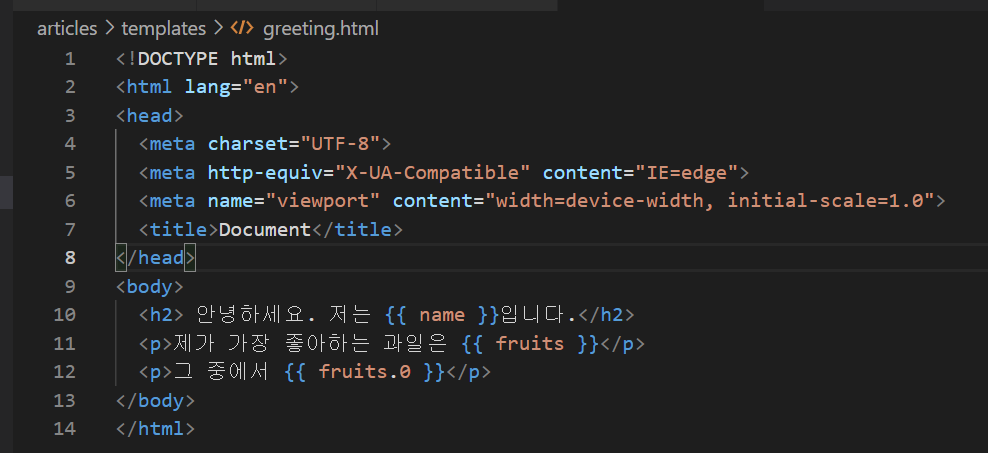 articles > templates > <> greeting.html
1 <!DOCTYPE html>
2 <html lang="en">
3 <head>
4   <meta charset="UTF-8">
5   <meta http-equiv="X-UA-Compatible" content="IE=edge">
6   <meta name="viewport" content="width=device-width, initial-scale=1.0">
7   <title>Document</title>
8 </head>
9 <body>
10   <h2> 안녕하세요. 저는 {{ name }}입니다.</h2>
11   <p>제가 가장 좋아하는 과일은 {{ fruits }}</p>
12   <p>그 중에서 {{ fruits.0 }}</p>
13 </body>
14 </html>